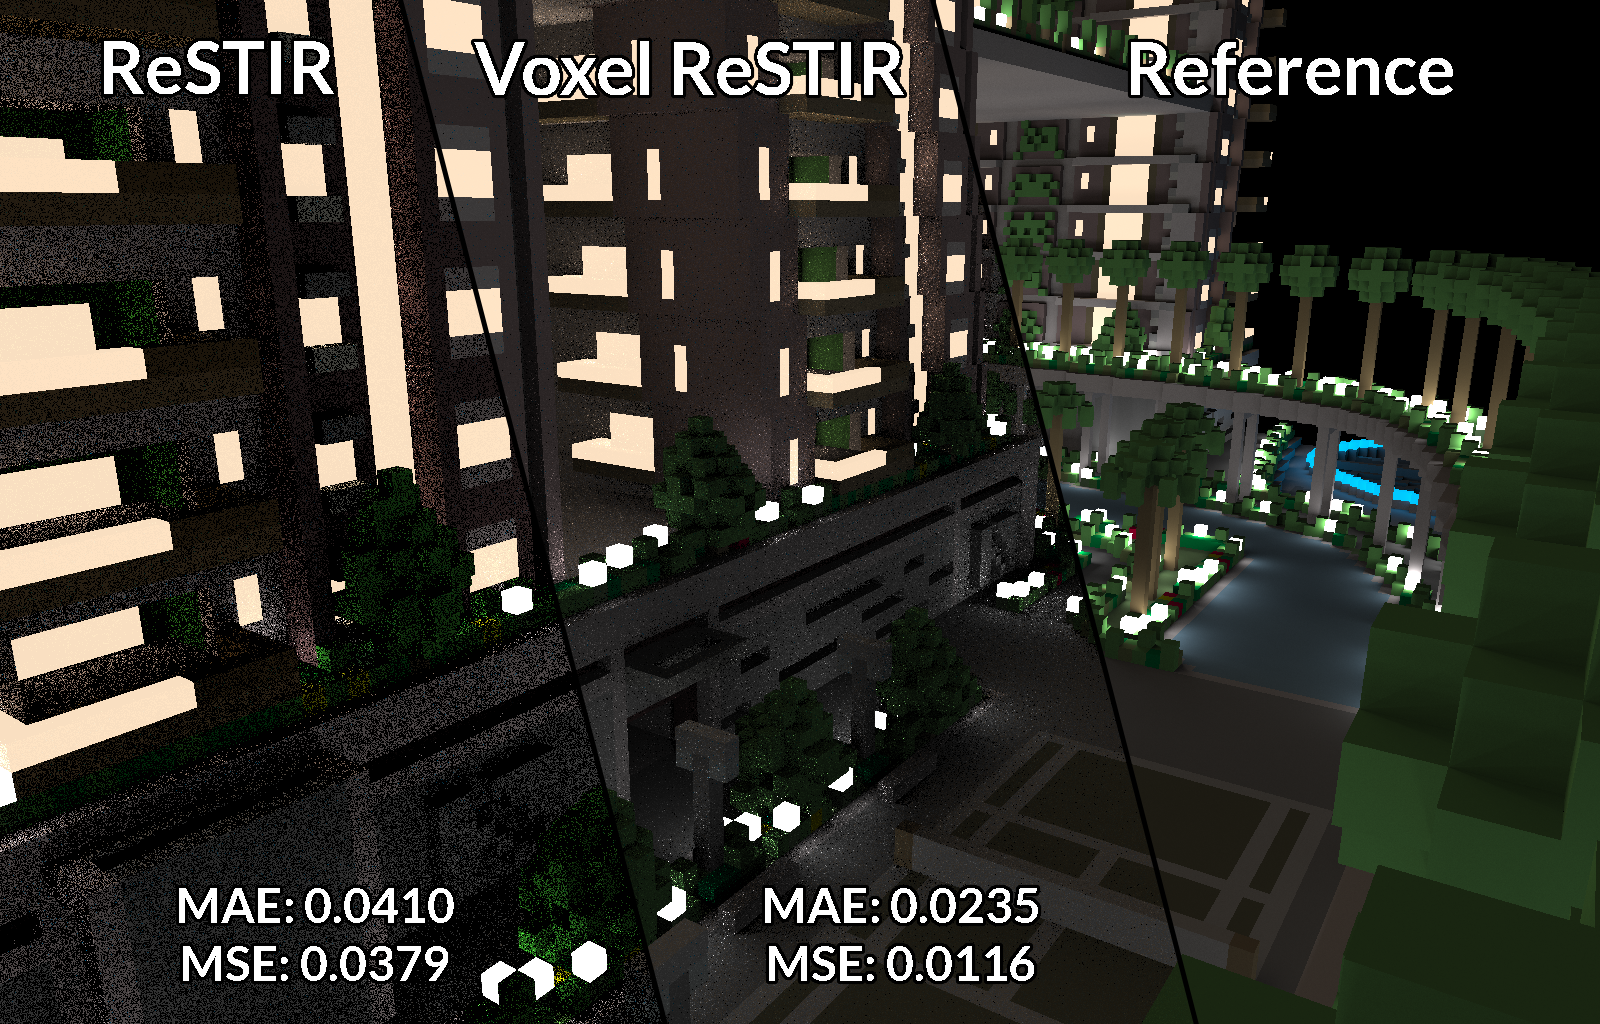 ReSTIR
Voxel ReSTIR
Reference
MAE: 0.0410
MSE: 0.0379
MAE: 0.0235
MSE: 0.0116